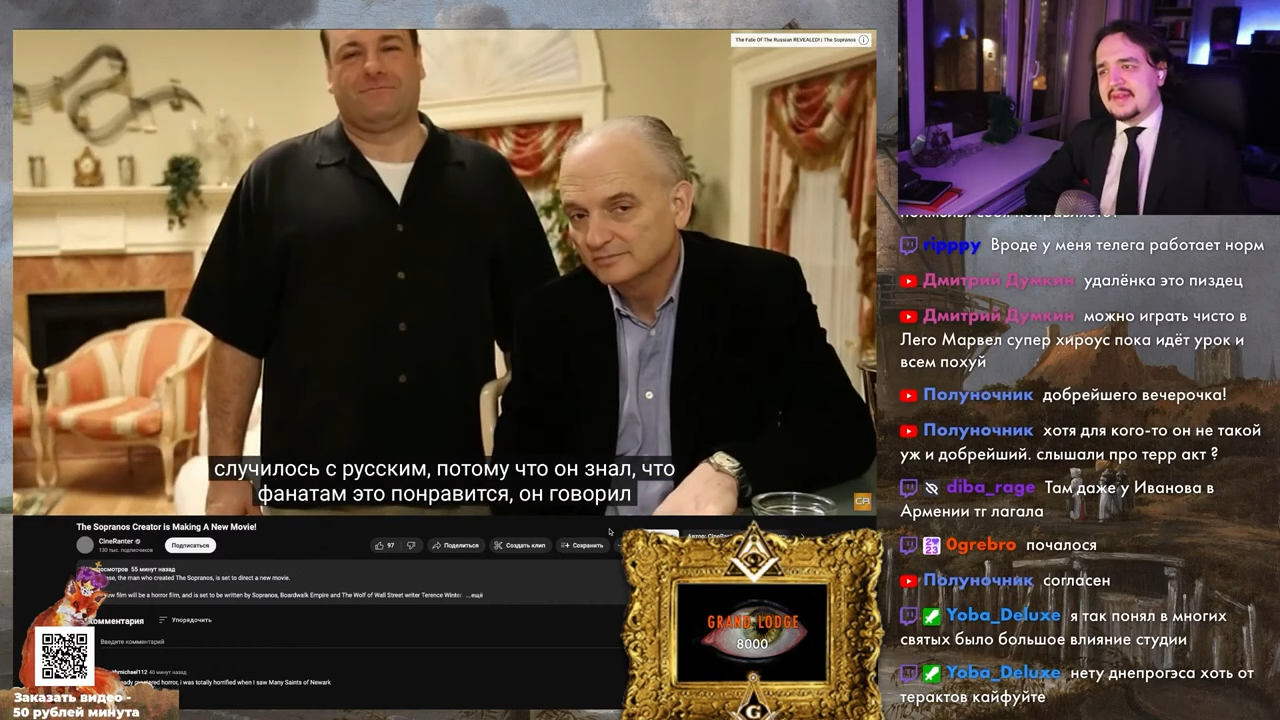 The Fate Of The Russian REVEALED! | The Sopranos
случилось с русским, потому что он знал, что
фанатам это понравится, он говорил
CR
The Sopranos Creator is Making A New Movie!
CineRanter
130 тыс. подписчиков
Подписаться
97
Поделиться
Создать клип
Сохранить
55 минут назад
the man who created The Sopranos, is set to direct a new movie.
film will be a horror film, and is set to be written by Sopranos, Boardwalk Empire and The Wolf of Wall Street writer Terence Winter ...ещё
Упорядочить
Введите комментарий
40 минут назад
horror, i was totally horrified when I saw Many Saints of Newark
Заказать видео -
50 рублей минута
GRAND LODGE
8000
G
ripppy Вроде у меня телега работает норм
Дмитрий Думкин удалёнка это пиздец
Дмитрий Думкин можно играть чисто в
Лего Марвел супер хироус пока идёт урок и
всем похуй
Полуночник добрейшего вечерочка!
Полуночник хотя для кого-то он не такой
уж и добрейший. слышали про терр акт ?
diba_rage Там даже у Иванова в
Армении тг лагала
0grebro почалося
Полуночник согласен
Yoba_Deluxe я так понял в многих
святых было большое влияние студии
Yoba_Deluxe нету днепрогэса хоть от
терактов кайфуйте